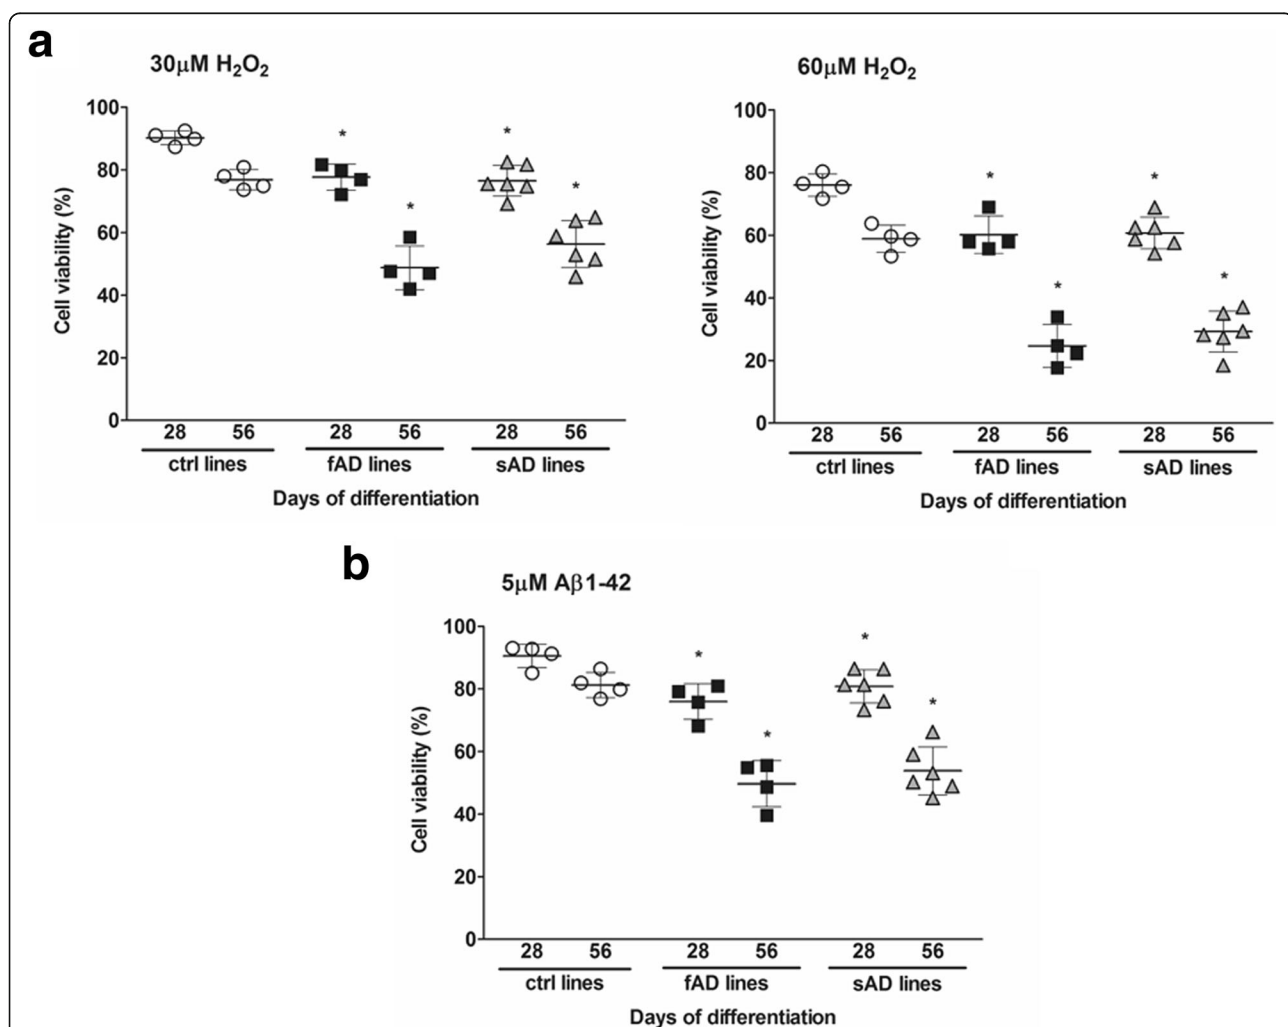 a
30μM H₂O₂
Cell viability (%)
100
80
60
40
20
0
*
*
*
*
28 56 28 56 28 56
ctrl lines fAD lines sAD lines
Days of differentiation
60μM H₂O₂
Cell viability (%)
100
80
60
40
20
0
*
*
*
*
28 56 28 56 28 56
ctrl lines fAD lines sAD lines
Days of differentiation
b
5μM Aβ1-42
Cell viability (%)
100
80
60
40
20
0
*
*
*
*
28 56 28 56 28 56
ctrl lines fAD lines sAD lines
Days of differentiation